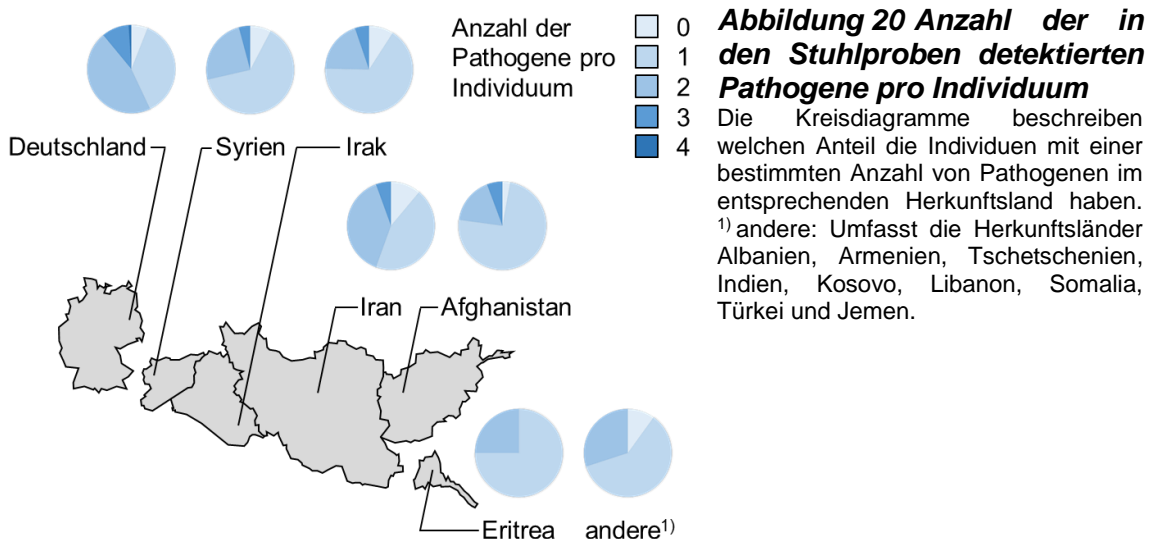 Anzahl der
Pathogene pro
Individuum
0
1
2
3
4
Abbildung 20 Anzahl der in
den Stuhlproben detektierten
Pathogene pro Individuum
Die Kreisdiagramme beschreiben
welchen Anteil die Individuen mit einer
bestimmten Anzahl von Pathogenen im
entsprechenden Herkunftsland haben.
1) andere: Umfasst die Herkunftsländer
Albanien, Armenien, Tschetschenien,
Indien, Kosovo, Libanon, Somalia,
Türkei und Jemen.
Deutschland
Syrien
Irak
Iran
Afghanistan
Eritrea
andere1)